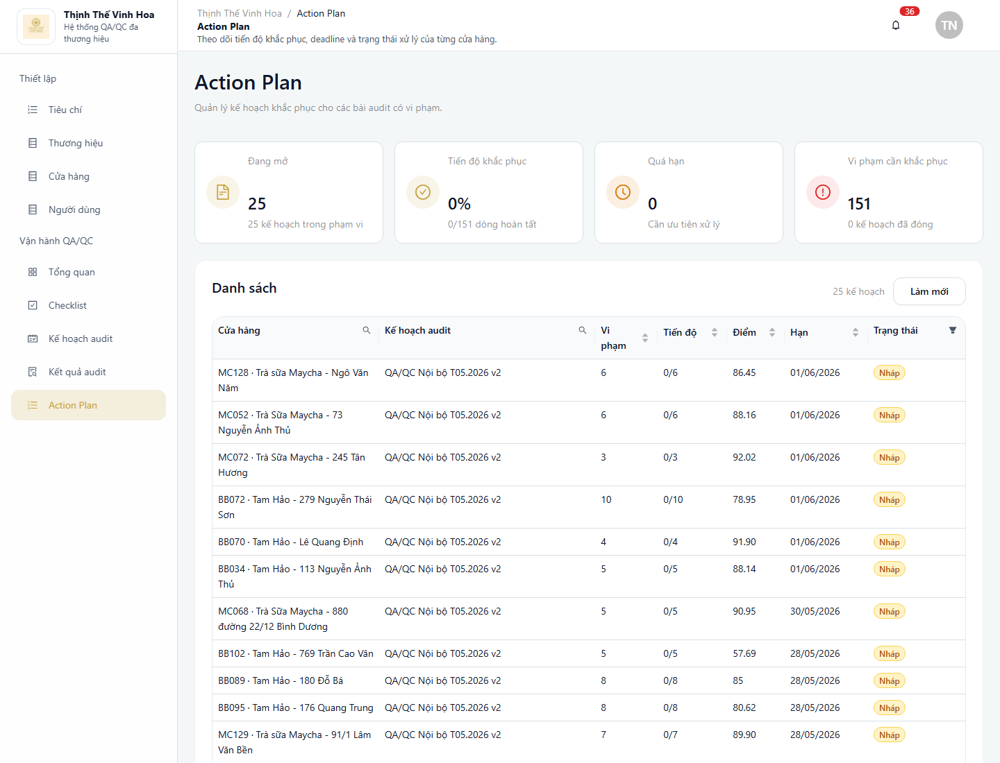 Thịnh Thế Vinh Hoa
Hệ thống QA/QC đa
thương hiệu
Thịnh Thế Vinh Hoa / Action Plan
Action Plan
Theo dõi tiến độ khắc phục, deadline và trạng thái xử lý của từng cửa hàng.
36
TN
Thiết lập
Tiêu chí
Thương hiệu
Cửa hàng
Người dùng
Vận hành QA/QC
Tổng quan
Checklist
Kế hoạch audit
Kết quả audit
Action Plan
Action Plan
Quản lý kế hoạch khắc phục cho các bài audit có vi phạm.
Đang mở
25
25 kế hoạch trong phạm vi
Tiến độ khắc phục
0%
0/151 dòng hoàn tất
Quá hạn
0
Cần ưu tiên xử lý
Vi phạm cần khắc phục
151
0 kế hoạch đã đóng
Danh sách
25 kế hoạch
Làm mới
Cửa hàng Kế hoạch audit Vi phạm Tiến độ Điểm Hạn Trạng thái
MC128 · Trà sữa Maycha - Ngô Văn Năm QA/QC Nội bộ T05.2026 v2 6 0/6 86.45 01/06/2026 Nháp
MC052 · Trà Sữa Maycha - 73 Nguyễn Ảnh Thủ QA/QC Nội bộ T05.2026 v2 6 0/6 88.16 01/06/2026 Nháp
MC072 · Trà Sữa Maycha - 245 Tân Hương QA/QC Nội bộ T05.2026 v2 3 0/3 92.02 01/06/2026 Nháp
BB072 · Tam Hảo - 279 Nguyễn Thái Sơn QA/QC Nội bộ T05.2026 v2 10 0/10 78.95 01/06/2026 Nháp
BB070 · Tam Hảo - Lê Quang Định QA/QC Nội bộ T05.2026 v2 4 0/4 91.90 01/06/2026 Nháp
BB034 · Tam Hảo - 113 Nguyễn Ảnh Thủ QA/QC Nội bộ T05.2026 v2 5 0/5 88.14 01/06/2026 Nháp
MC068 · Trà Sữa Maycha - 880 đường 22/12 Bình Dương QA/QC Nội bộ T05.2026 v2 5 0/5 90.95 30/05/2026 Nháp
BB102 · Tam Hảo - 769 Trần Cao Vân QA/QC Nội bộ T05.2026 v2 5 0/5 57.69 28/05/2026 Nháp
BB089 · Tam Hảo - 180 Đỗ Bá QA/QC Nội bộ T05.2026 v2 8 0/8 85 28/05/2026 Nháp
BB095 · Tam Hảo - 176 Quang Trung QA/QC Nội bộ T05.2026 v2 8 0/8 80.62 28/05/2026 Nháp
MC129 · Trà sữa Maycha - 91/1 Lâm Văn Bền QA/QC Nội bộ T05.2026 v2 7 0/7 89.90 28/05/2026 Nháp